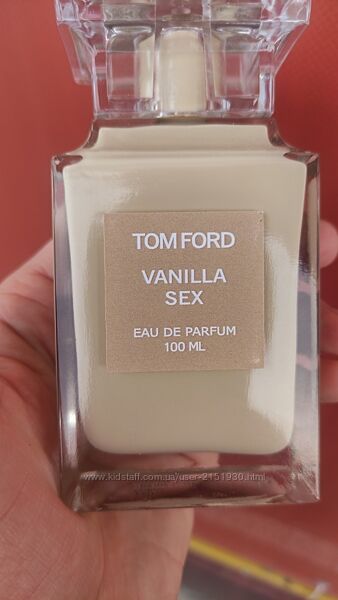 TOM FORD
VANILLA
SEX
EAU DE PARFUM
100 ML
www.kidstaff.com.ua/user-2151930.html